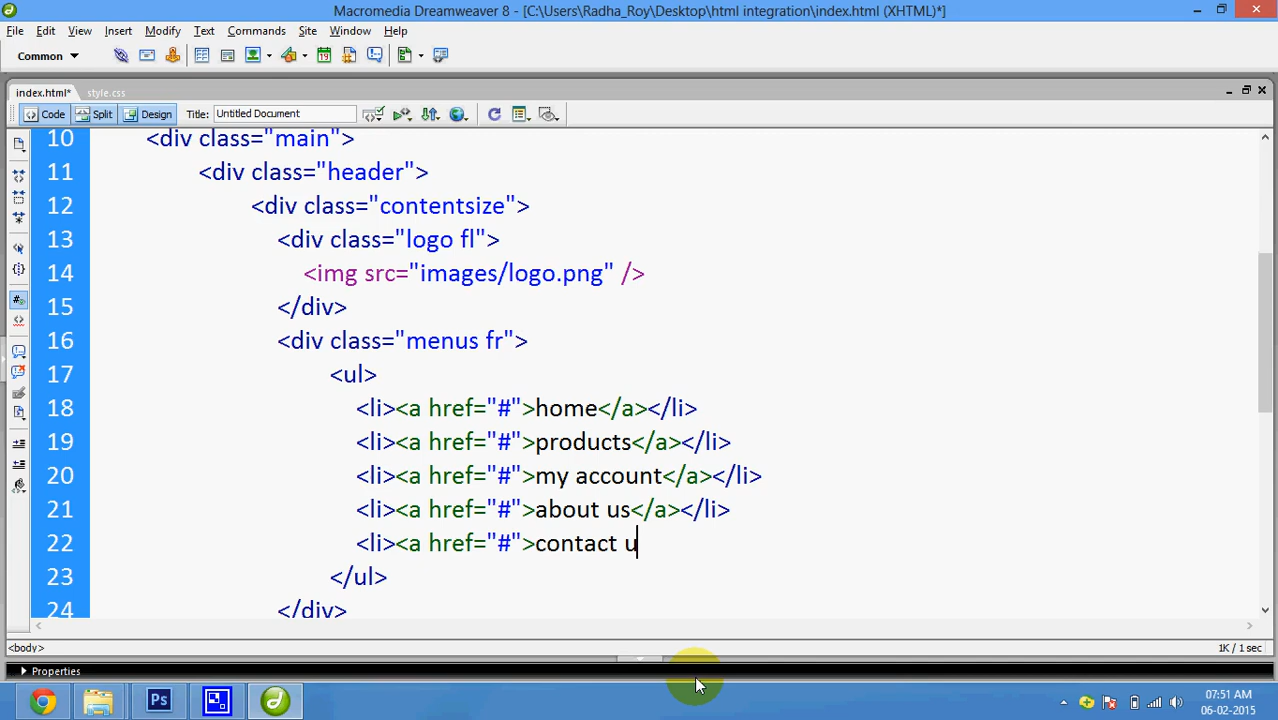 Macromedia Dreamweaver 8 - [C:\Users\Radha_Roy\Desktop\html integration\index.html (XHTML)*]
File Edit View Insert Modify Text Commands Site Window Help
Common
index.html* style.css
Code Split Design Title: Untitled Document
10 <div class="main">
11 <div class="header">
12 <div class="contentsize">
13 <div class="logo fl">
14 <img src="images/logo.png" />
15 </div>
16 <div class="menus fr">
17 <ul>
18 <li><a href="#">home</a></li>
19 <li><a href="#">products</a></li>
20 <li><a href="#">my account</a></li>
21 <li><a href="#">about us</a></li>
22 <li><a href="#">contact u
23 </ul>
24 </div>
<body> 1K / 1 sec
Properties
Ps
07:51 AM
06-02-2015